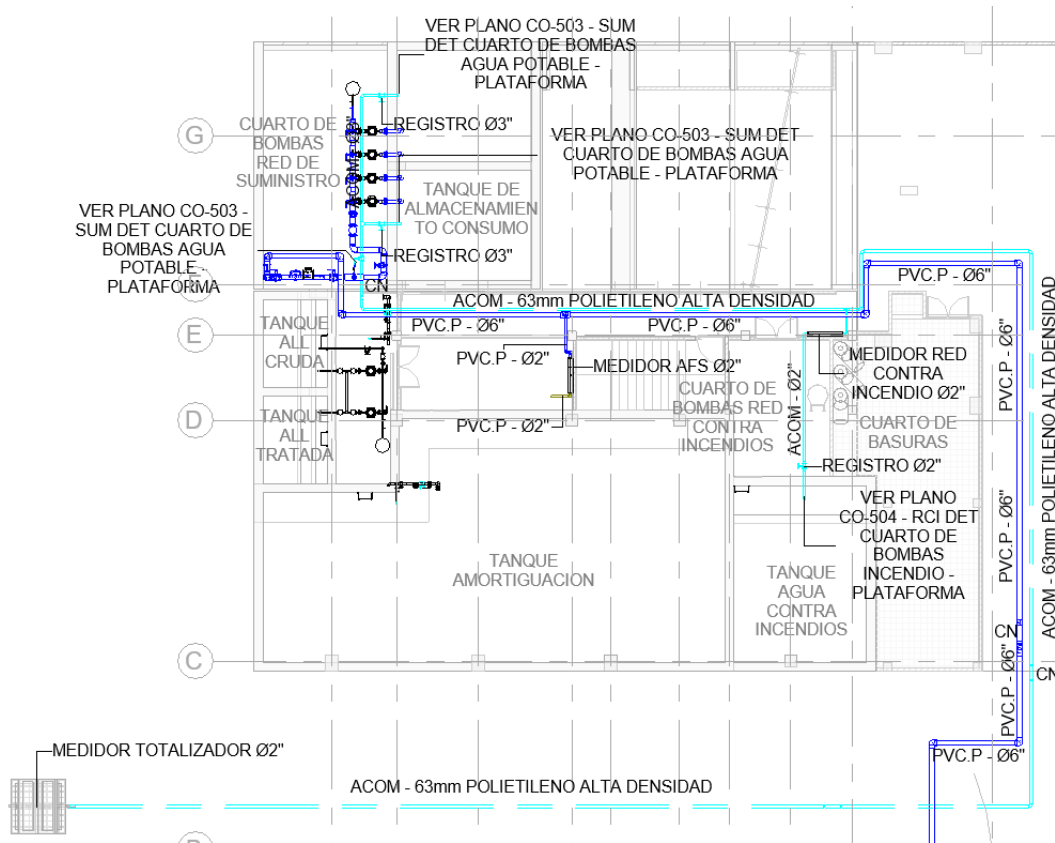 VER PLANO CO-503 - SUM
DET CUARTO DE BOMBAS
AGUA POTABLE -
PLATAFORMA
G
CUARTO DE
BOMBAS
RED DE
SUMINISTRO
REGISTRO Ø3"
VER PLANO CO-503 - SUM DET
CUARTO DE BOMBAS AGUA
POTABLE - PLATAFORMA
TANQUE DE
ALMACENAMIEN
TO CONSUMO
VER PLANO CO-503 -
SUM DET CUARTO DE
BOMBAS AGUA
POTABLE -
PLATAFORMA
REGISTRO Ø3"
F
CN
PVC.P - Ø6"
ACOM - 63mm POLIETILENO ALTA DENSIDAD
E
TANQUE
ALL
CRUDA
PVC.P - Ø6"
PVC.P - Ø6"
PVC.P - Ø6"
ACOM - 63mm POLIETILENO ALTA DENSIDAD
PVC.P - Ø2"
MEDIDOR AFS Ø2"
MEDIDOR RED
CONTRA
INCENDIO Ø2"
CUARTO DE
BOMBAS RED
CONTRA
INCENDIOS
ACOM - Ø2"
D
TANQUE
ALL
TRATADA
PVC.P - Ø2"
CUARTO DE
BASURAS
REGISTRO Ø2"
VER PLANO
CO-504 - RCI DET
CUARTO DE
BOMBAS
INCENDIO -
PLATAFORMA
PVC.P - Ø6"
PVC.P - Ø6"
TANQUE
AMORTIGUACION
TANQUE
AGUA
CONTRA
INCENDIOS
CN
C
PVC.P - Ø6"
CN
PVC.P - Ø6"
MEDIDOR TOTALIZADOR Ø2"
PVC.P - Ø6"
ACOM - 63mm POLIETILENO ALTA DENSIDAD